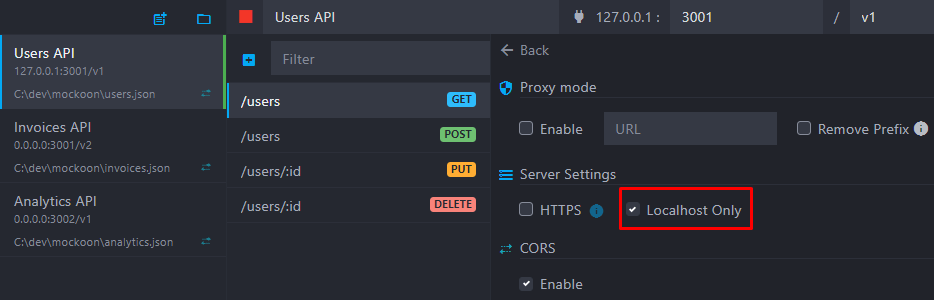 Users API
127.0.0.1:3001/v1
C:\dev\mockoon\users.json
Invoices API
0.0.0.0:3001/v2
C:\dev\mockoon\invoices.json
Analytics API
0.0.0.0:3002/v1
C:\dev\mockoon\analytics.json
Users API 127.0.0.1 : 3001 / v1
Filter
/users GET
/users POST
/users/:id PUT
/users/:id DELETE
Back
Proxy mode
Enable URL Remove Prefix
Server Settings
HTTPS Localhost Only
CORS
Enable